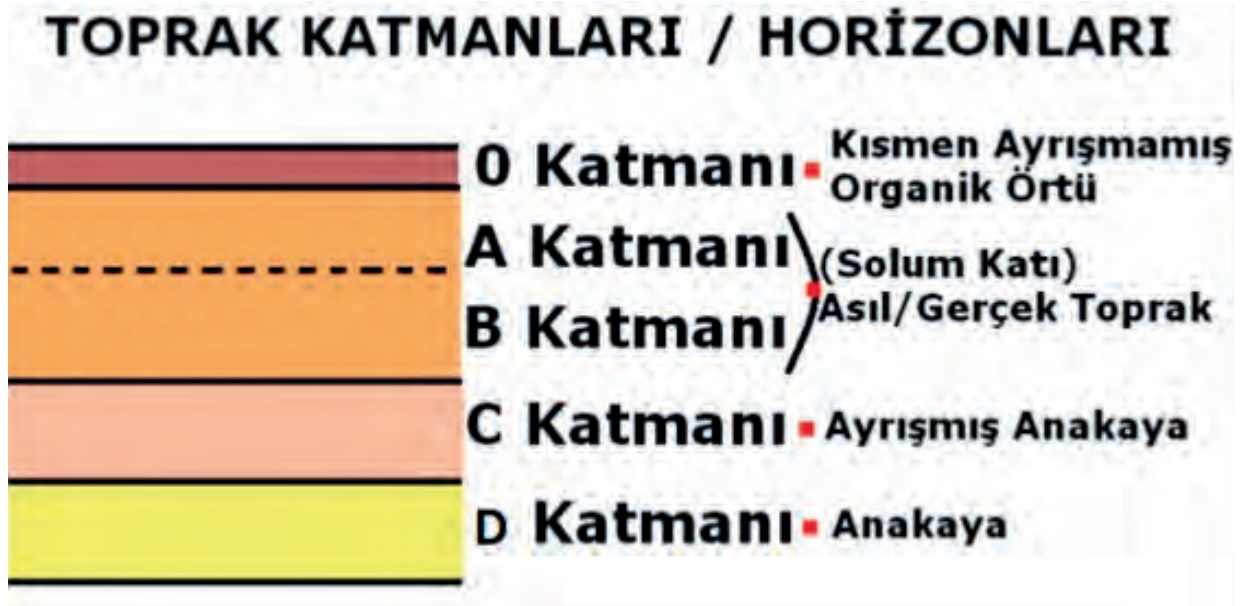 TOPRAK KATMANLARI / HORİZONLARI
0 Katmanı
Kısmen Ayrışmamış
Organik Örtü
A Katmanı
B Katmanı
(Solum Katı)
Asıl/Gerçek Toprak
C Katmanı
Ayrışmış Anakaya
D Katmanı
Anakaya